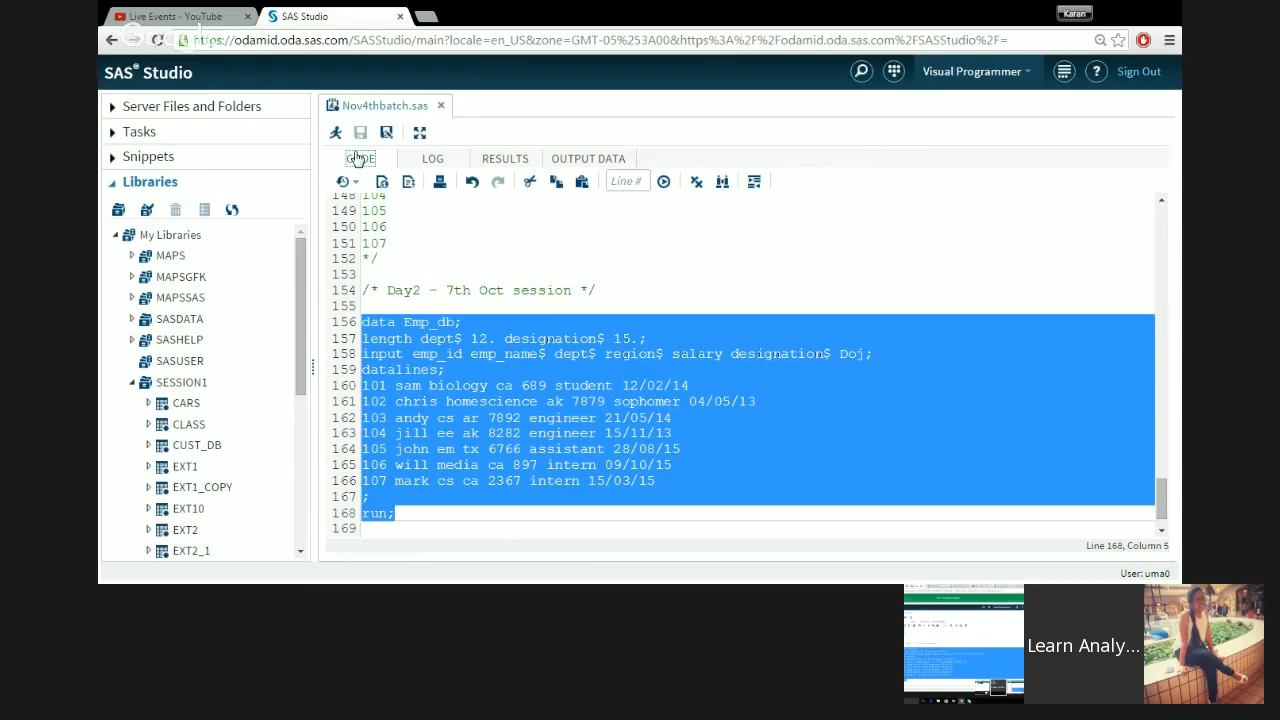 Live Events - YouTube
SAS Studio
Karan
https://odamid.oda.sas.com/SASStudio/main?locale=en_US&zone=GMT-05%253A00&https%3A%2F%2Fodamid.oda.sas.com%2FSASStudio%2F=
SAS® Studio
Visual Programmer
Sign Out
Server Files and Folders
Tasks
Snippets
Libraries
My Libraries
MAPS
MAPSGFK
MAPSSAS
SASDATA
SASHELP
SASUSER
SESSION1
CARS
CLASS
CUST_DB
EXT1
EXT1_COPY
EXT10
EXT2
EXT2_1
Nov4thbatch.sas
CODE LOG RESULTS OUTPUT DATA
Line #
148 104
149 105
150 106
151 107
152 */
153
154 /* Day2 - 7th Oct session */
155
156 data Emp_db;
157 length dept$ 12. designation$ 15.;
158 input emp_id emp_name$ dept$ region$ salary designation$ Doj;
159 datalines;
160 101 sam biology ca 689 student 12/02/14
161 102 chris homescience ak 7879 sophomer 04/05/13
162 103 andy cs ar 7892 engineer 21/05/14
163 104 jill ee ak 8282 engineer 15/11/13
164 105 john em tx 6766 assistant 28/08/15
165 106 will media ca 897 intern 09/10/15
166 107 mark cs ca 2367 intern 15/03/15
167 ;
168 run;
169
Line 168, Column 5
User: uma0
Learn Analy...